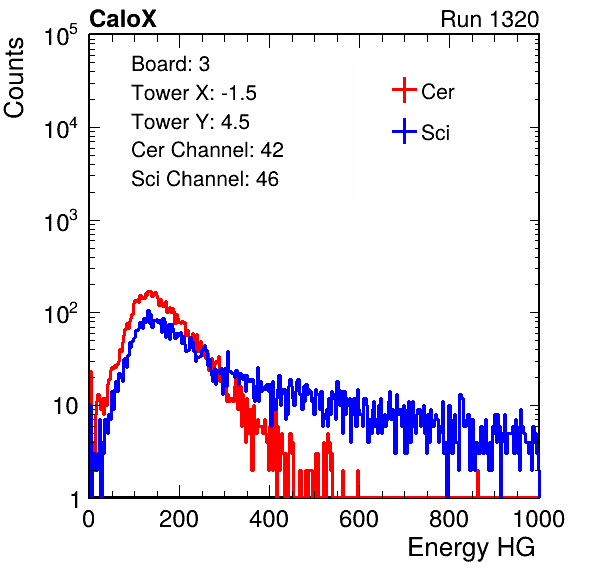 CaloX Run 1320
Counts
10^5
10^4
10^3
10^2
10
1
Board: 3
Tower X: -1.5
Tower Y: 4.5
Cer Channel: 42
Sci Channel: 46
Cer
Sci
0 200 400 600 800 1000
Energy HG